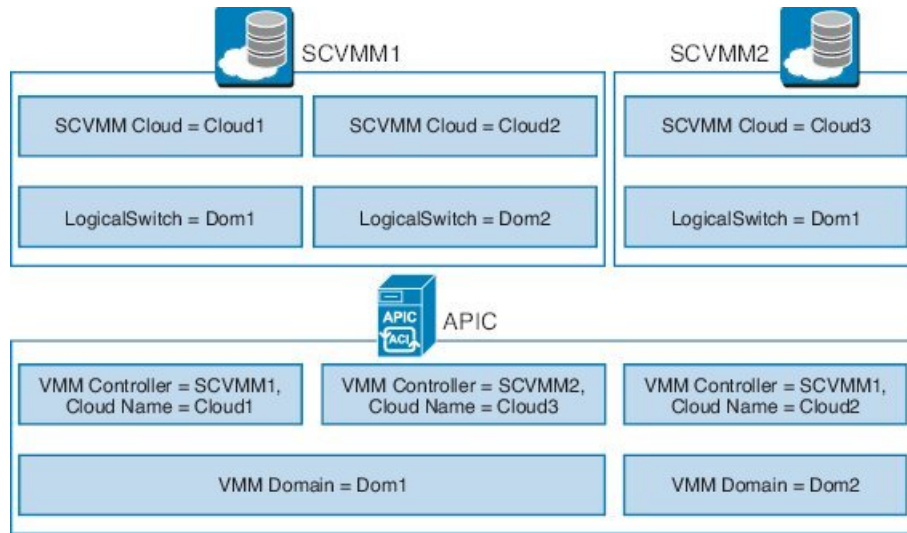 SCVMM1
SCVMM2
SCVMM Cloud = Cloud1
SCVMM Cloud = Cloud2
SCVMM Cloud = Cloud3
LogicalSwitch = Dom1
LogicalSwitch = Dom2
LogicalSwitch = Dom1
APIC
ACI
APIC
VMM Controller = SCVMM1,
Cloud Name = Cloud1
VMM Controller = SCVMM2,
Cloud Name = Cloud3
VMM Controller = SCVMM1,
Cloud Name = Cloud2
VMM Domain = Dom1
VMM Domain = Dom2